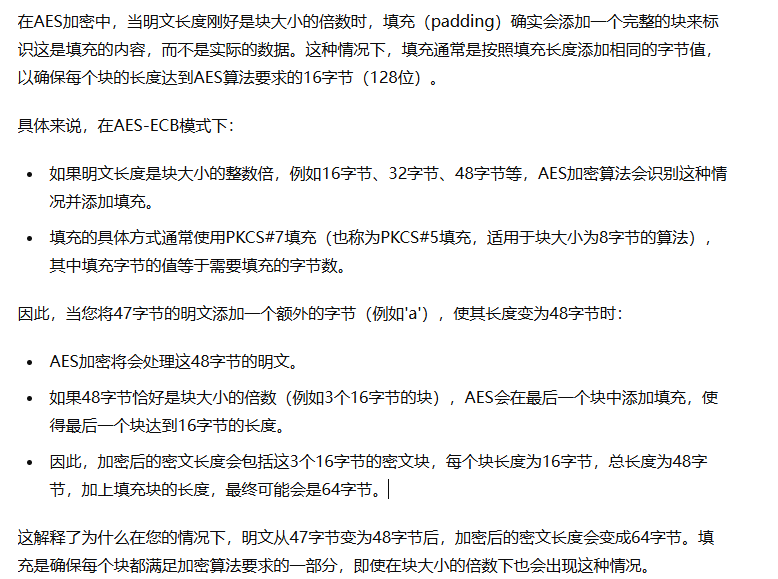 在AES加密中，当明文长度刚好是块大小的倍数时，填充（padding）确实会添加一个完整的块来标
识这是填充的内容，而不是实际的数据。这种情况下，填充通常是按照填充长度添加相同的字节值，
以确保每个块的长度达到AES算法要求的16字节（128位）。
具体来说，在AES-ECB模式下：
• 如果明文长度是块大小的整数倍，例如16字节、32字节、48字节等，AES加密算法会识别这种情
况并添加填充。
• 填充的具体方式通常使用PKCS#7填充（也称为PKCS#5填充，适用于块大小为8字节的算法），
其中填充字节的值等于需要填充的字节数。
因此，当您将47字节的明文添加一个额外的字节（例如'a'），使其长度变为48字节时：
• AES加密将会处理这48字节的明文。
• 如果48字节恰好是块大小的倍数（例如3个16字节的块），AES会在最后一个块中添加填充，使
得最后一个块达到16字节的长度。
• 因此，加密后的密文长度会包括这3个16字节的密文块，每个块长度为16字节，总长度为48字
节，加上填充块的长度，最终可能会是64字节。
这解释了为什么在您的情况下，明文从47字节变为48字节后，加密后的密文长度会变成64字节。填
充是确保每个块都满足加密算法要求的一部分，即使在块大小的倍数下也会出现这种情况。